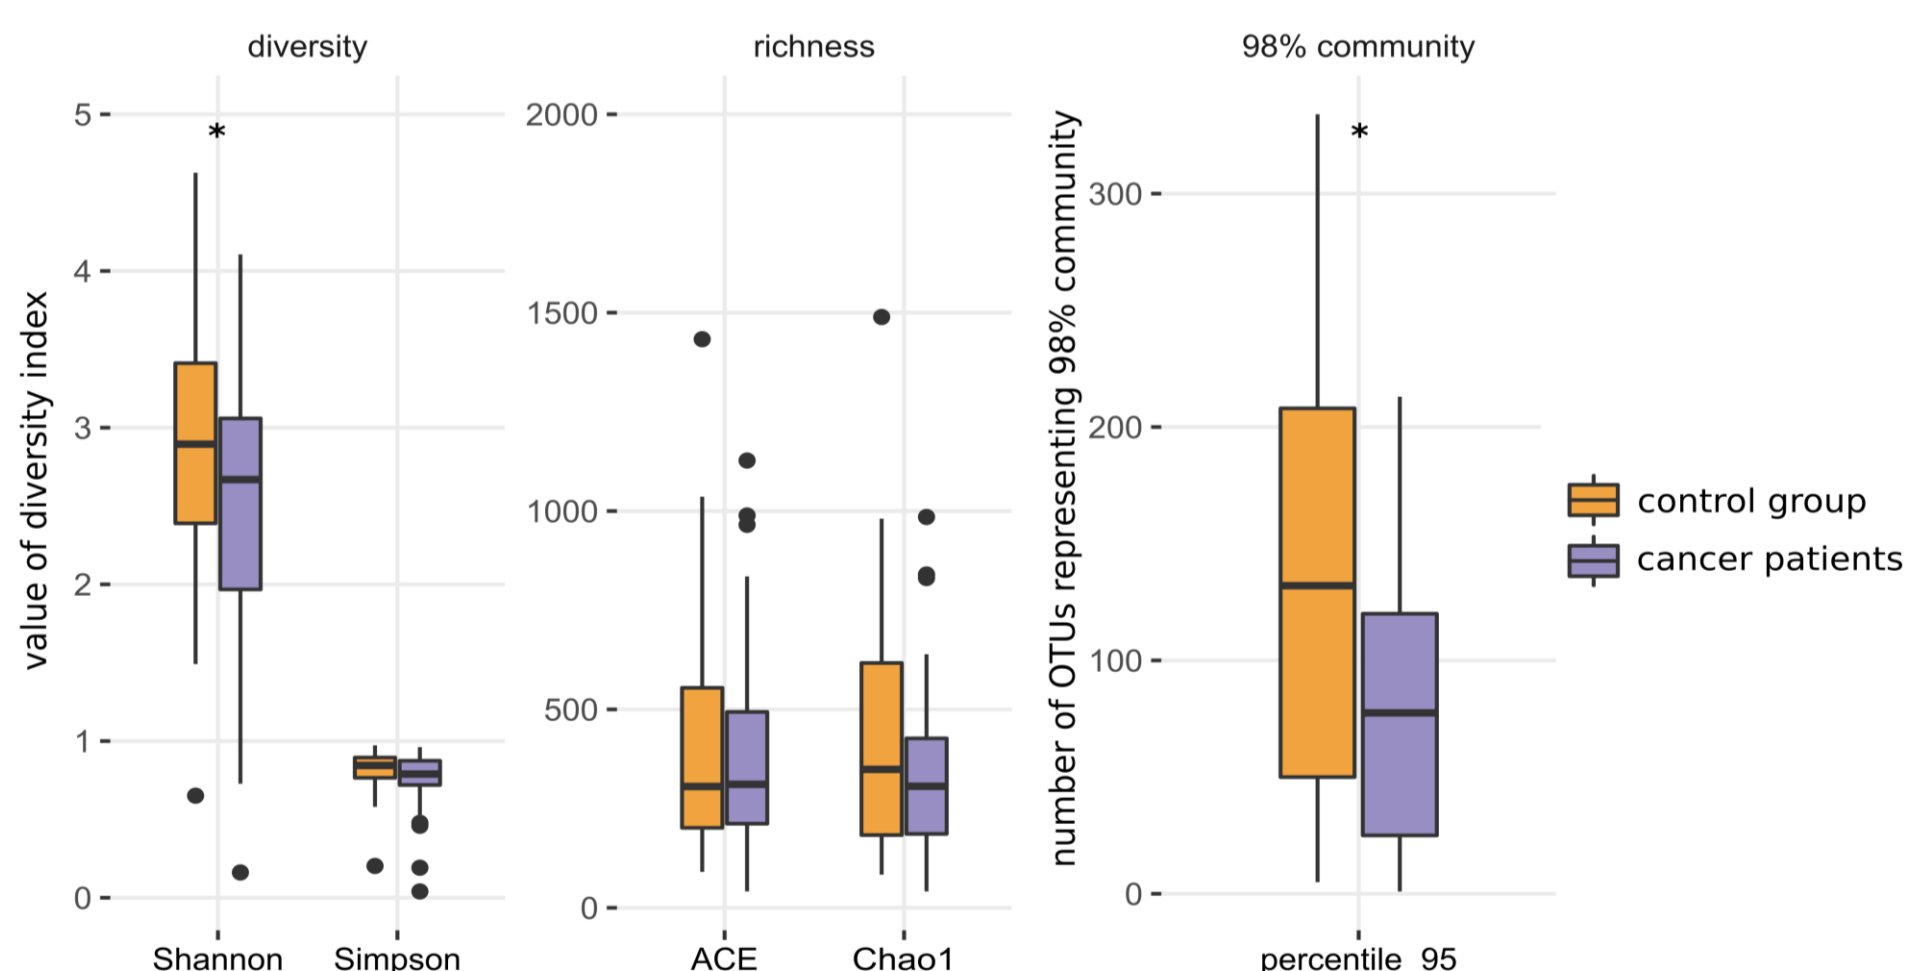 diversity
richness
98% community
value of diversity index
5
4
3
2
1
0
*
Shannon
Simpson
2000
1500
1000
500
0
ACE
Chao1
number of OTUs representing 98% community
300
200
100
0
*
percentile_95
control group
cancer patients